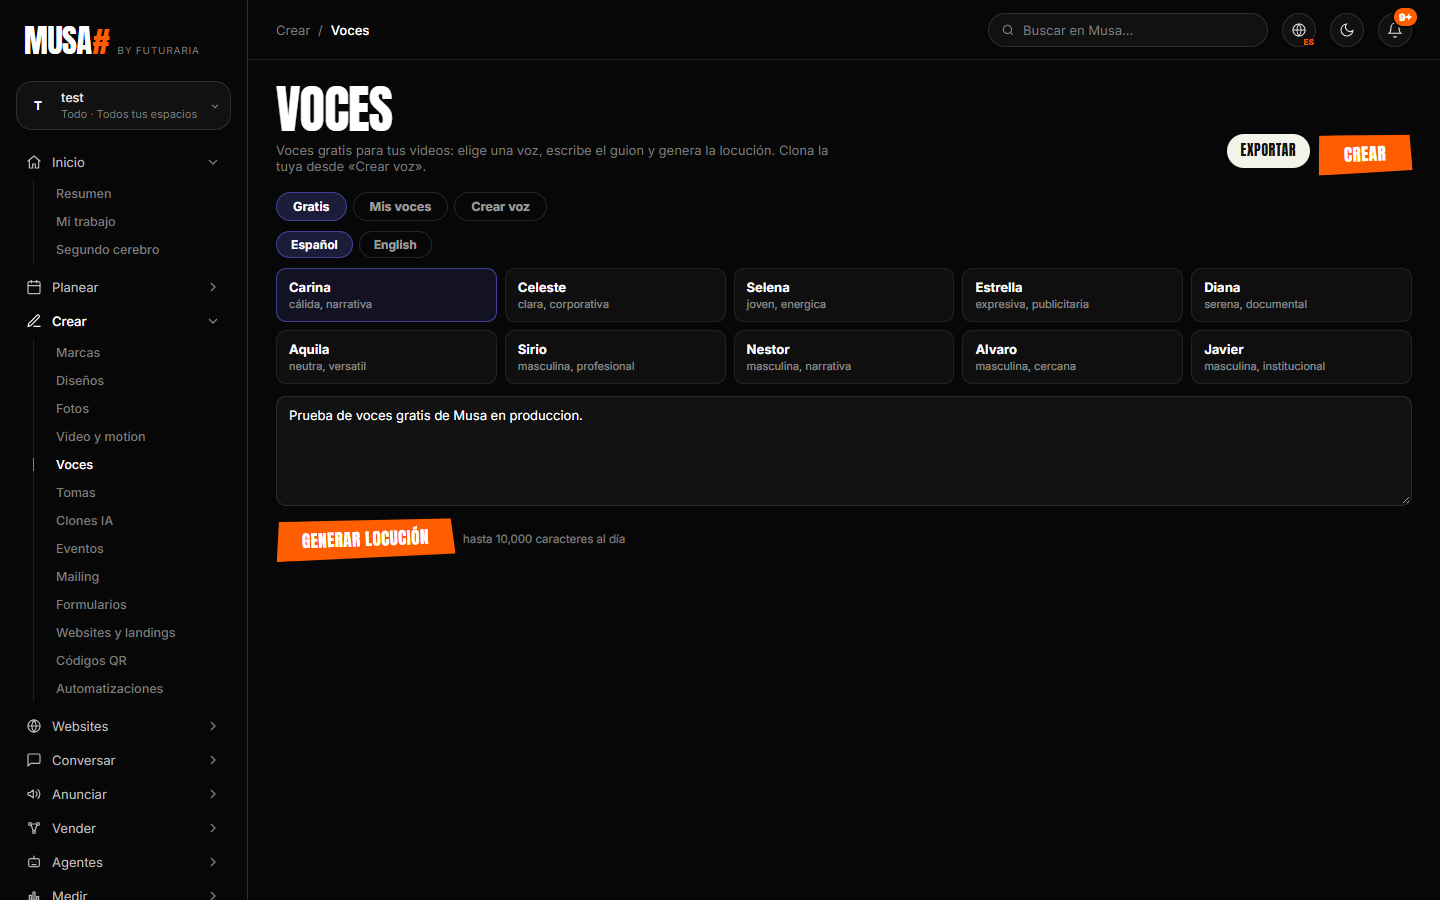 MUSA# BY FUTURARIA
T
test
Todo · Todos tus espacios
Inicio
Resumen
Mi trabajo
Segundo cerebro
Planear
Crear
Marcas
Diseños
Fotos
Video y motion
Voces
Tomas
Clones IA
Eventos
Mailing
Formularios
Websites y landings
Códigos QR
Automatizaciones
Websites
Conversar
Anunciar
Vender
Agentes
Medir
Crear / Voces
Buscar en Musa...
ES
9+
VOCES
Voces gratis para tus videos: elige una voz, escribe el guion y genera la locución. Clona la
tuya desde «Crear voz».
EXPORTAR
CREAR
Gratis Mis voces Crear voz
Español English
Carina
cálida, narrativa
Celeste
clara, corporativa
Selena
joven, energica
Estrella
expresiva, publicitaria
Diana
serena, documental
Aquila
neutra, versatil
Sirio
masculina, profesional
Nestor
masculina, narrativa
Alvaro
masculina, cercana
Javier
masculina, institucional
Prueba de voces gratis de Musa en produccion.
GENERAR LOCUCIÓN
hasta 10,000 caracteres al día